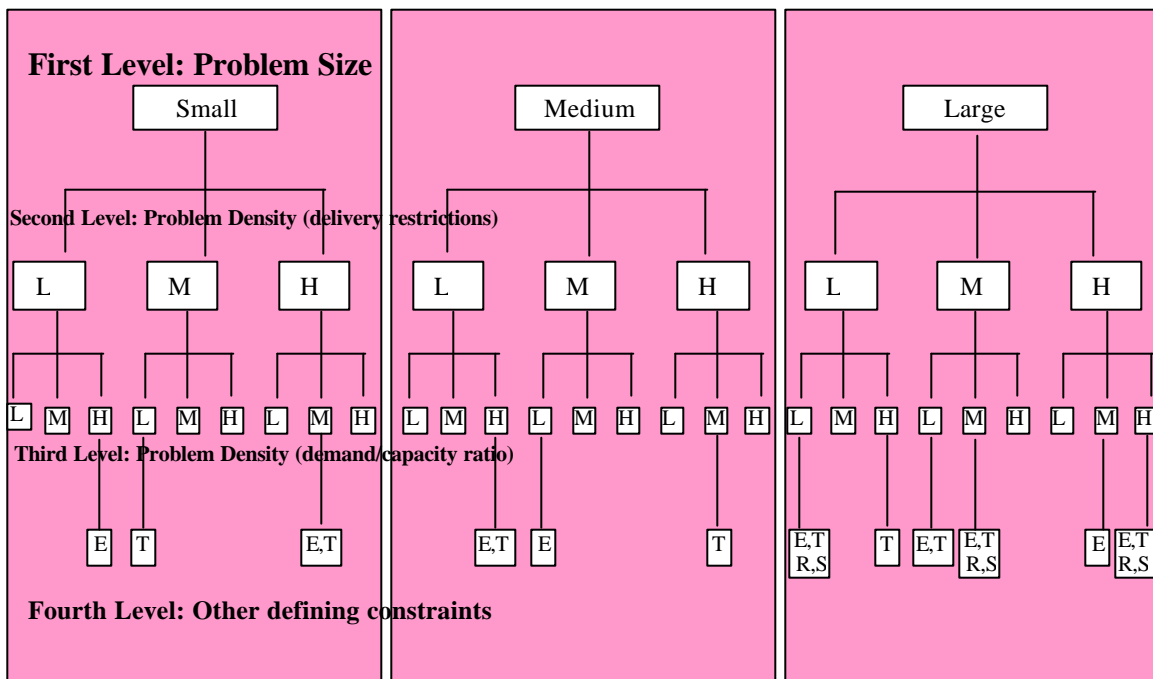 First Level: Problem Size
Small Medium Large
Second Level: Problem Density (delivery restrictions)
L M H L M H L M H
L M H L M H L M H L M H L M H L M H L M H L M H L M H
Third Level: Problem Density (demand/capacity ratio)
E T E,T E,T E T E,T T E,T E,T E E,T
R,S R,S R,S
Fourth Level: Other defining constraints